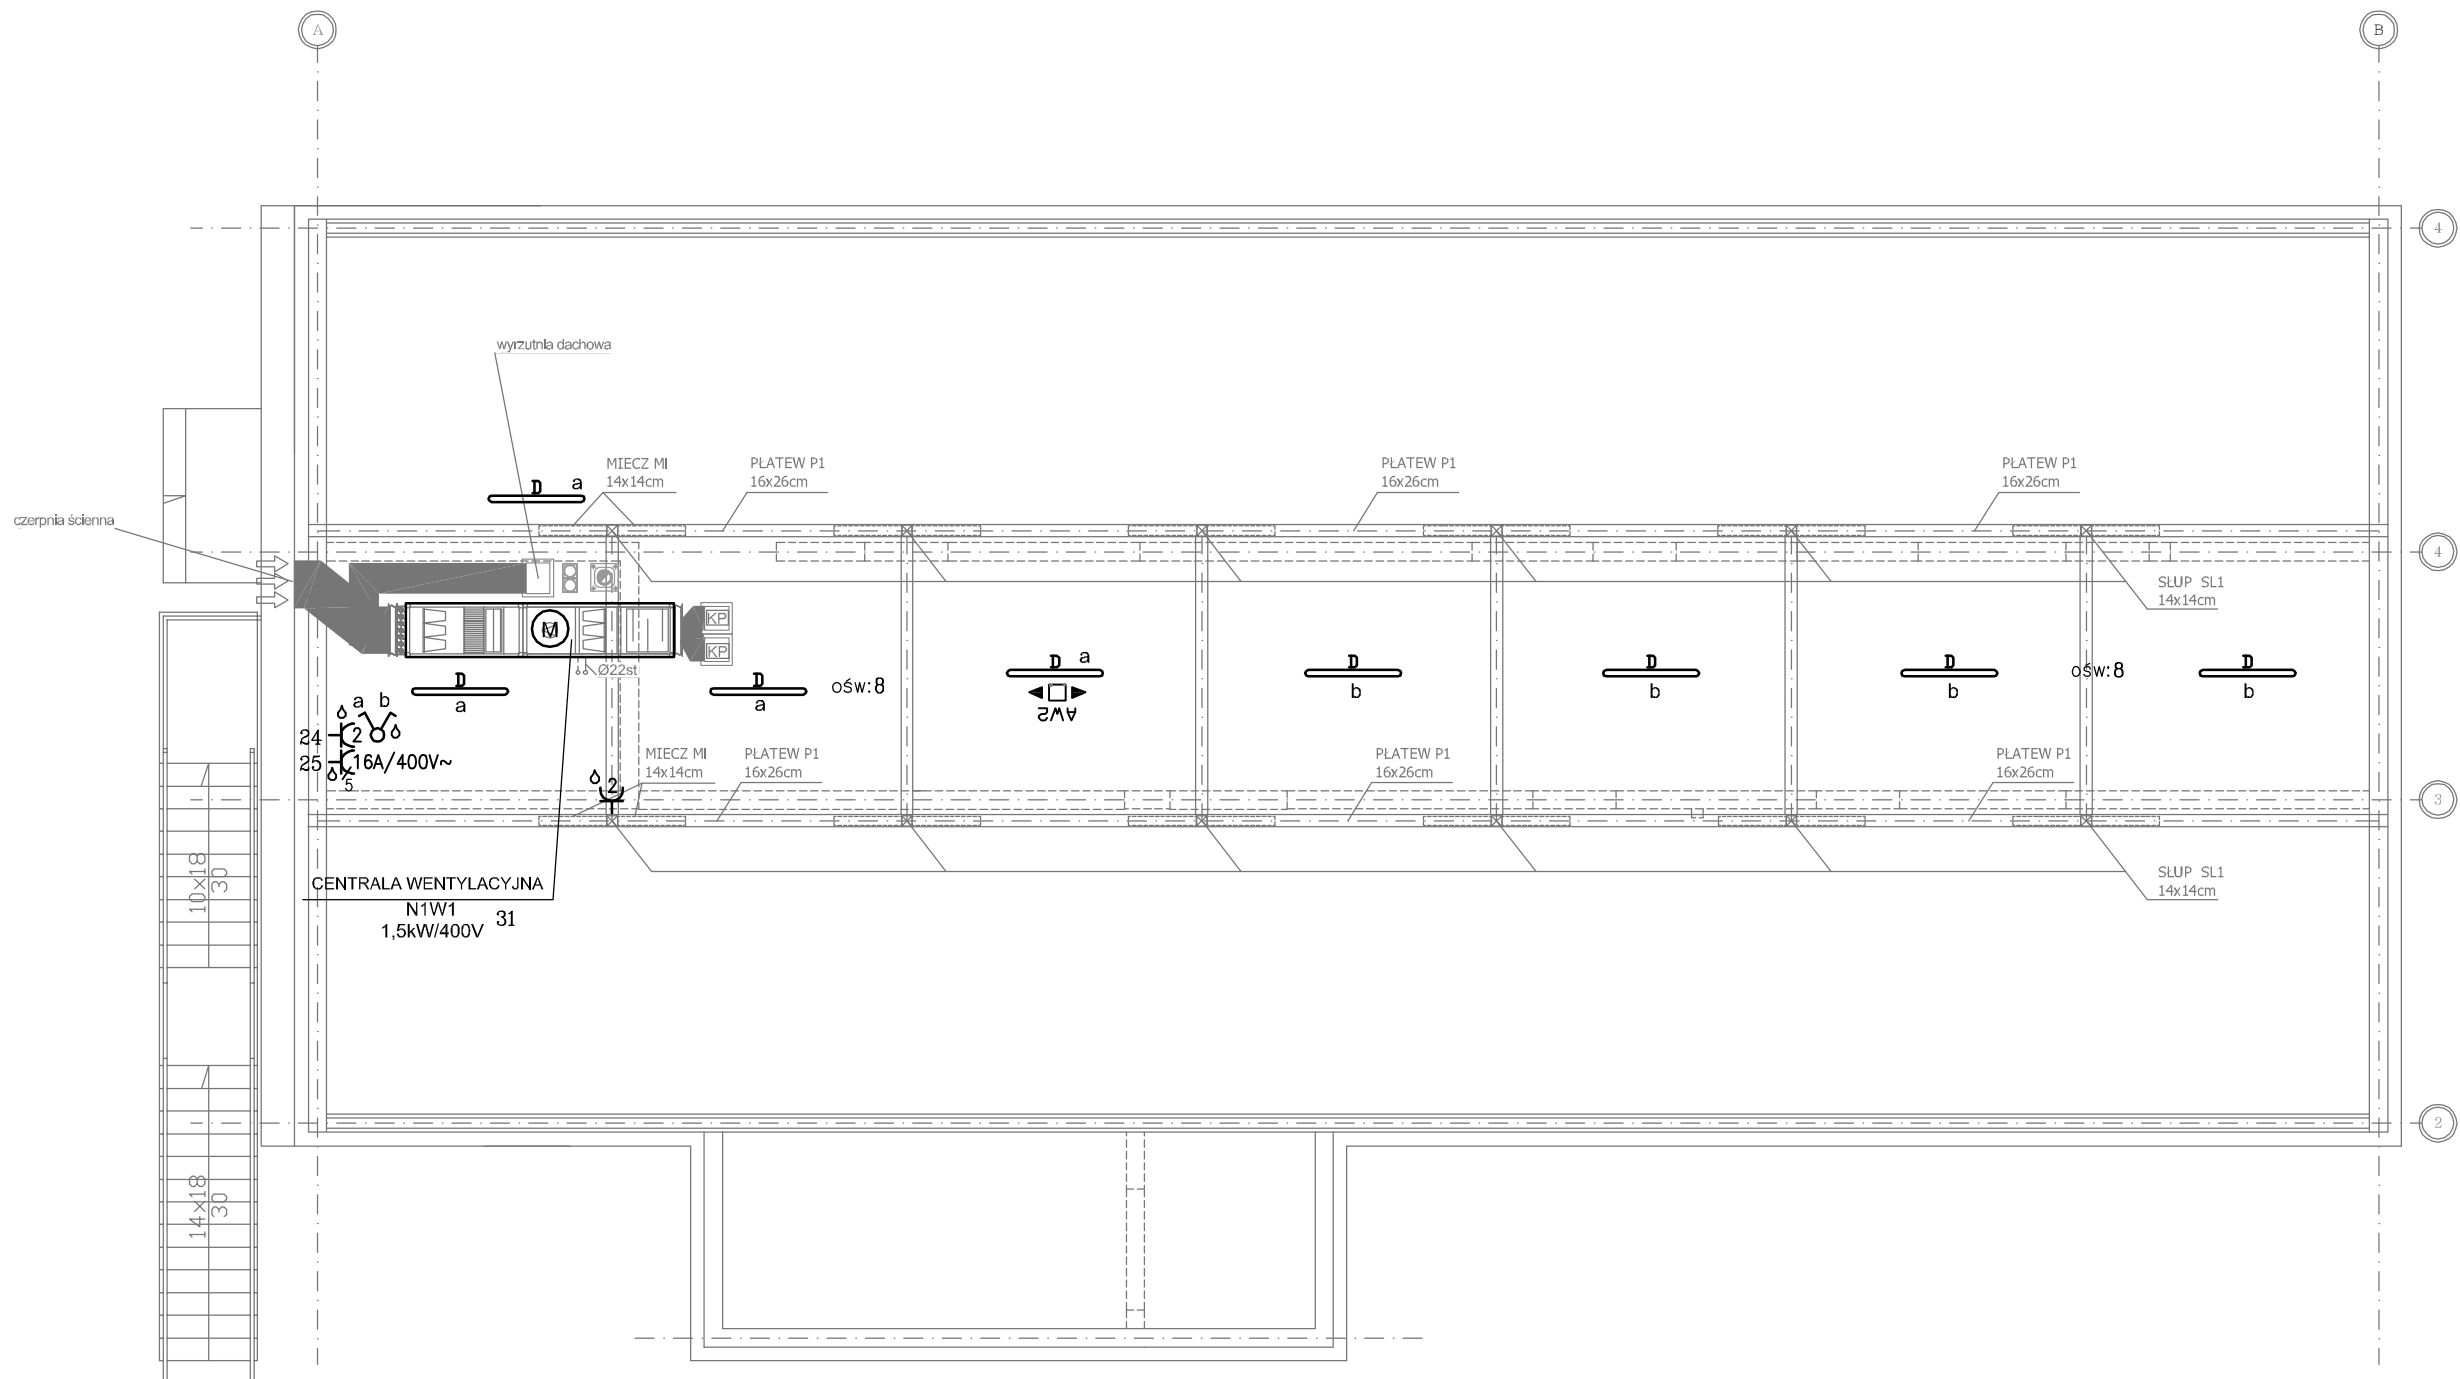 A
B
4
wyrzutnia dachowa
MIECZ MI
14x14cm
PŁATEW P1
16x26cm
PŁATEW P1
16x26cm
PŁATEW P1
16x26cm
D a
czerpnia ścienna
4
SŁUP SL1
14x14cm
KP
KP
M
Ø22st
D
a
D
a
ośw:8
D a
AW2
D
b
D
b
D
b
ośw:8
D
b
a b
24 2
25 16A/400V~
5
2
MIECZ MI
14x14cm
PŁATEW P1
16x26cm
PŁATEW P1
16x26cm
PŁATEW P1
16x26cm
3
SŁUP SL1
14x14cm
10x18
30
CENTRALA WENTYLACYJNA
N1W1
1,5kW/400V
31
2
14x18
30